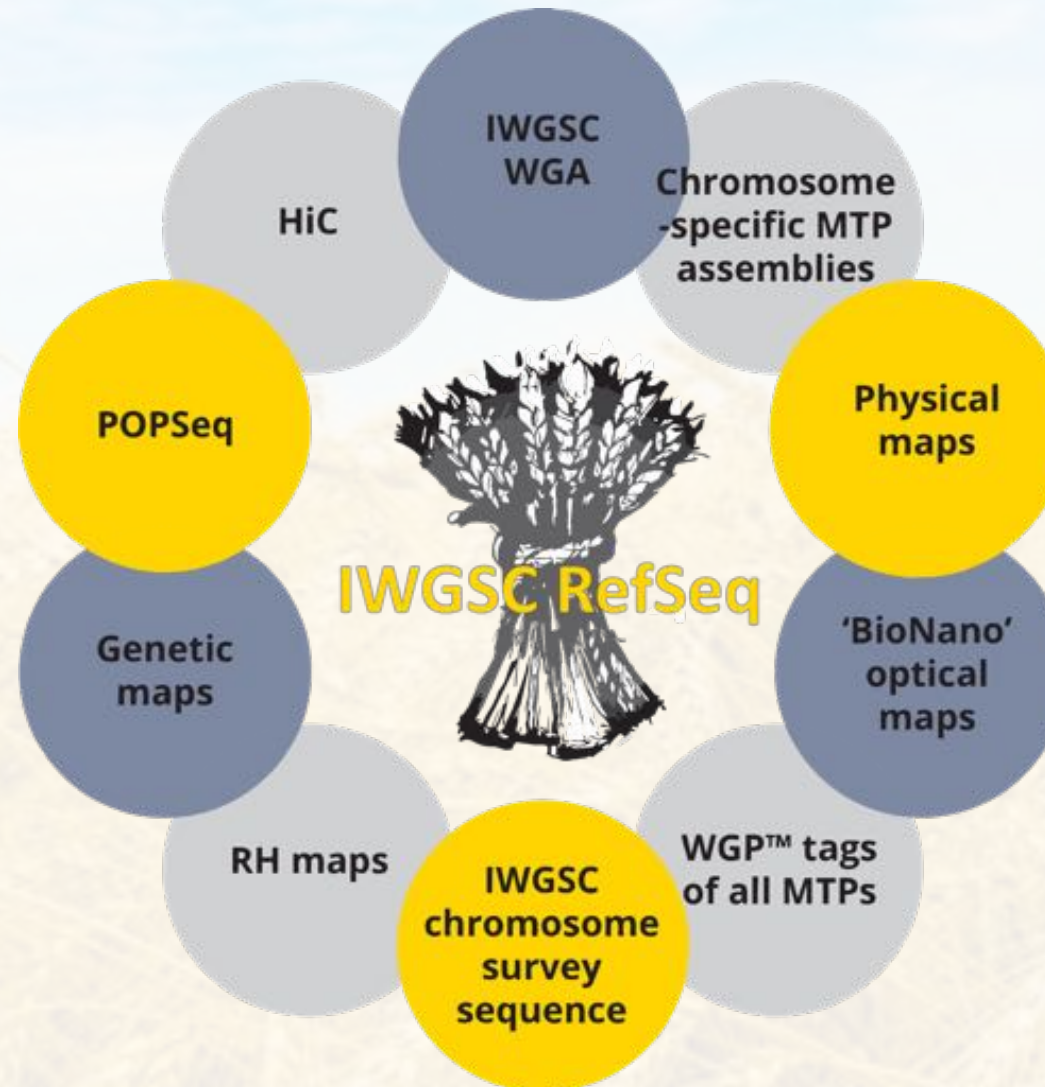 IWGSC
WGA
Chromosome
-specific MTP
assemblies
Physical
maps
‘BioNano’
optical
maps
WGP™ tags
of all MTPs
IWGSC
chromosome
survey
sequence
RH maps
Genetic
maps
POPSeq
HiC
IWGSC RefSeq